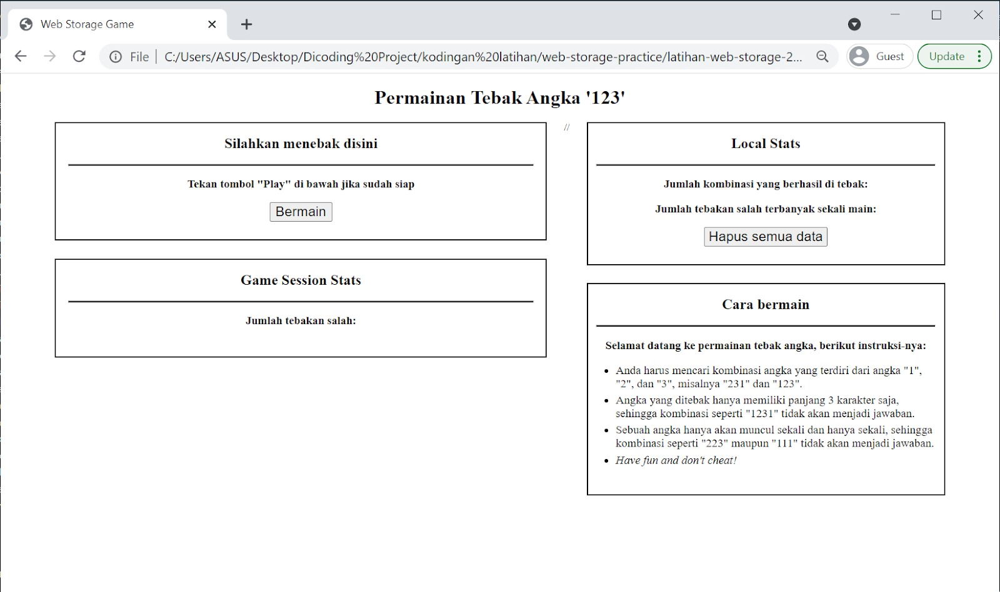 Web Storage Game
File
C:/Users/ASUS/Desktop/Dicoding%20Project/kodingan%20latihan/web-storage-practice/latihan-web-storage-2...
Guest
Update
Permainan Tebak Angka '123'
Silahkan menebak disini
Tekan tombol "Play" di bawah jika sudah siap
Bermain
Game Session Stats
Jumlah tebakan salah:
//
Local Stats
Jumlah kombinasi yang berhasil di tebak:
Jumlah tebakan salah terbanyak sekali main:
Hapus semua data
Cara bermain
Selamat datang ke permainan tebak angka, berikut instruksi-nya:
Anda harus mencari kombinasi angka yang terdiri dari angka "1",
"2", dan "3", misalnya "231" dan "123".
Angka yang ditebak hanya memiliki panjang 3 karakter saja,
sehingga kombinasi seperti "1231" tidak akan menjadi jawaban.
Sebuah angka hanya akan muncul sekali dan hanya sekali, sehingga
kombinasi seperti "223" maupun "111" tidak akan menjadi jawaban.
Have fun and don't cheat!